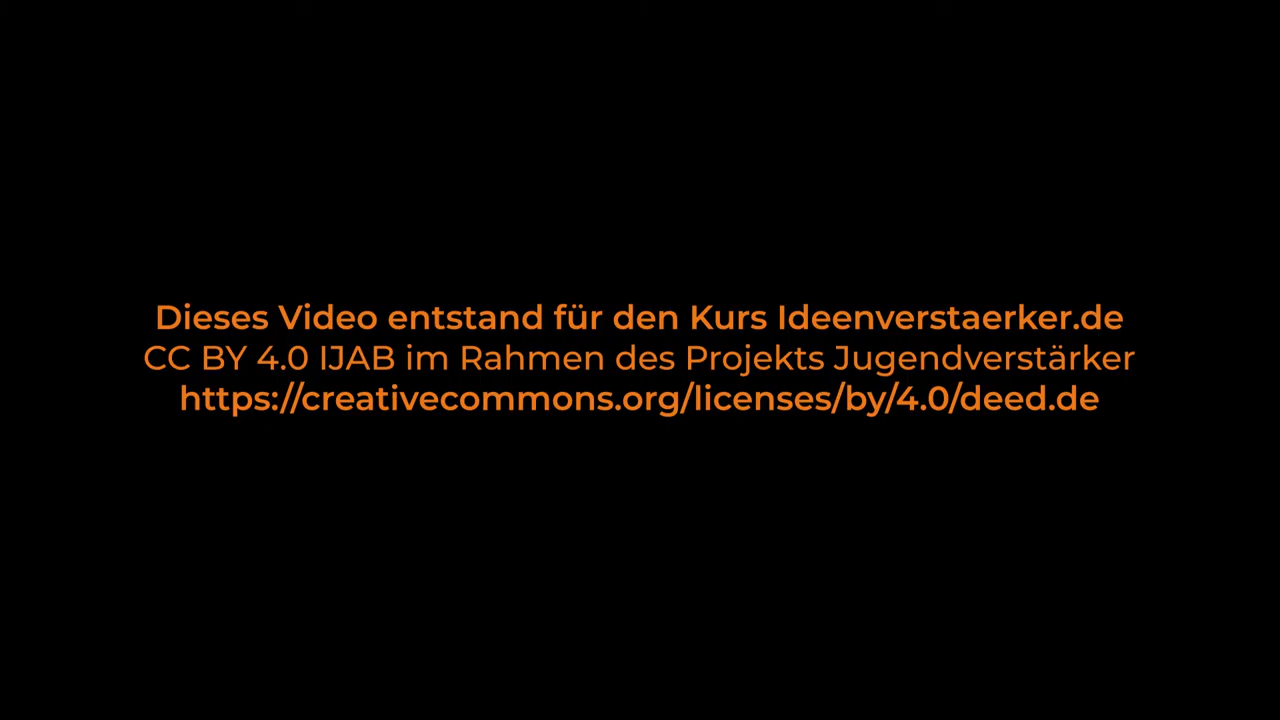 Dieses Video entstand für den Kurs Ideenverstaerker.de
CC BY 4.0 IJAB im Rahmen des Projekts Jugendverstärker
https://creativecommons.org/licenses/by/4.0/deed.de